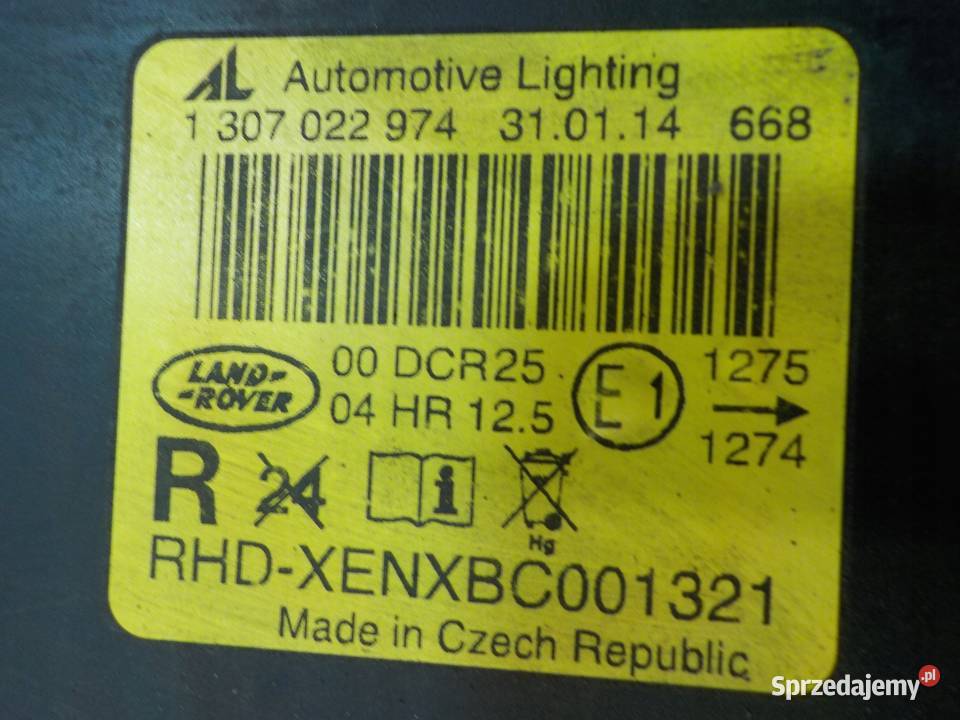 AL Automotive Lighting
1 307 022 974 31.01.14 668
LAND-
-ROVER
00 DCR25
04 HR 12.5
E1
1275
1274
R 24 i
Hg
RHD-XENXBC001321
Made in Czech Republic
Sprzedajemy.pl